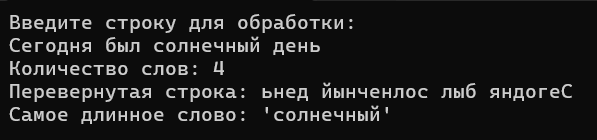 Введите строку для обработки:
Сегодня был солнечный день
Количество слов: 4
Перевернутая строка: ьнед йынченлос лыб яндогеС
Самое длинное слово: 'солнечный'